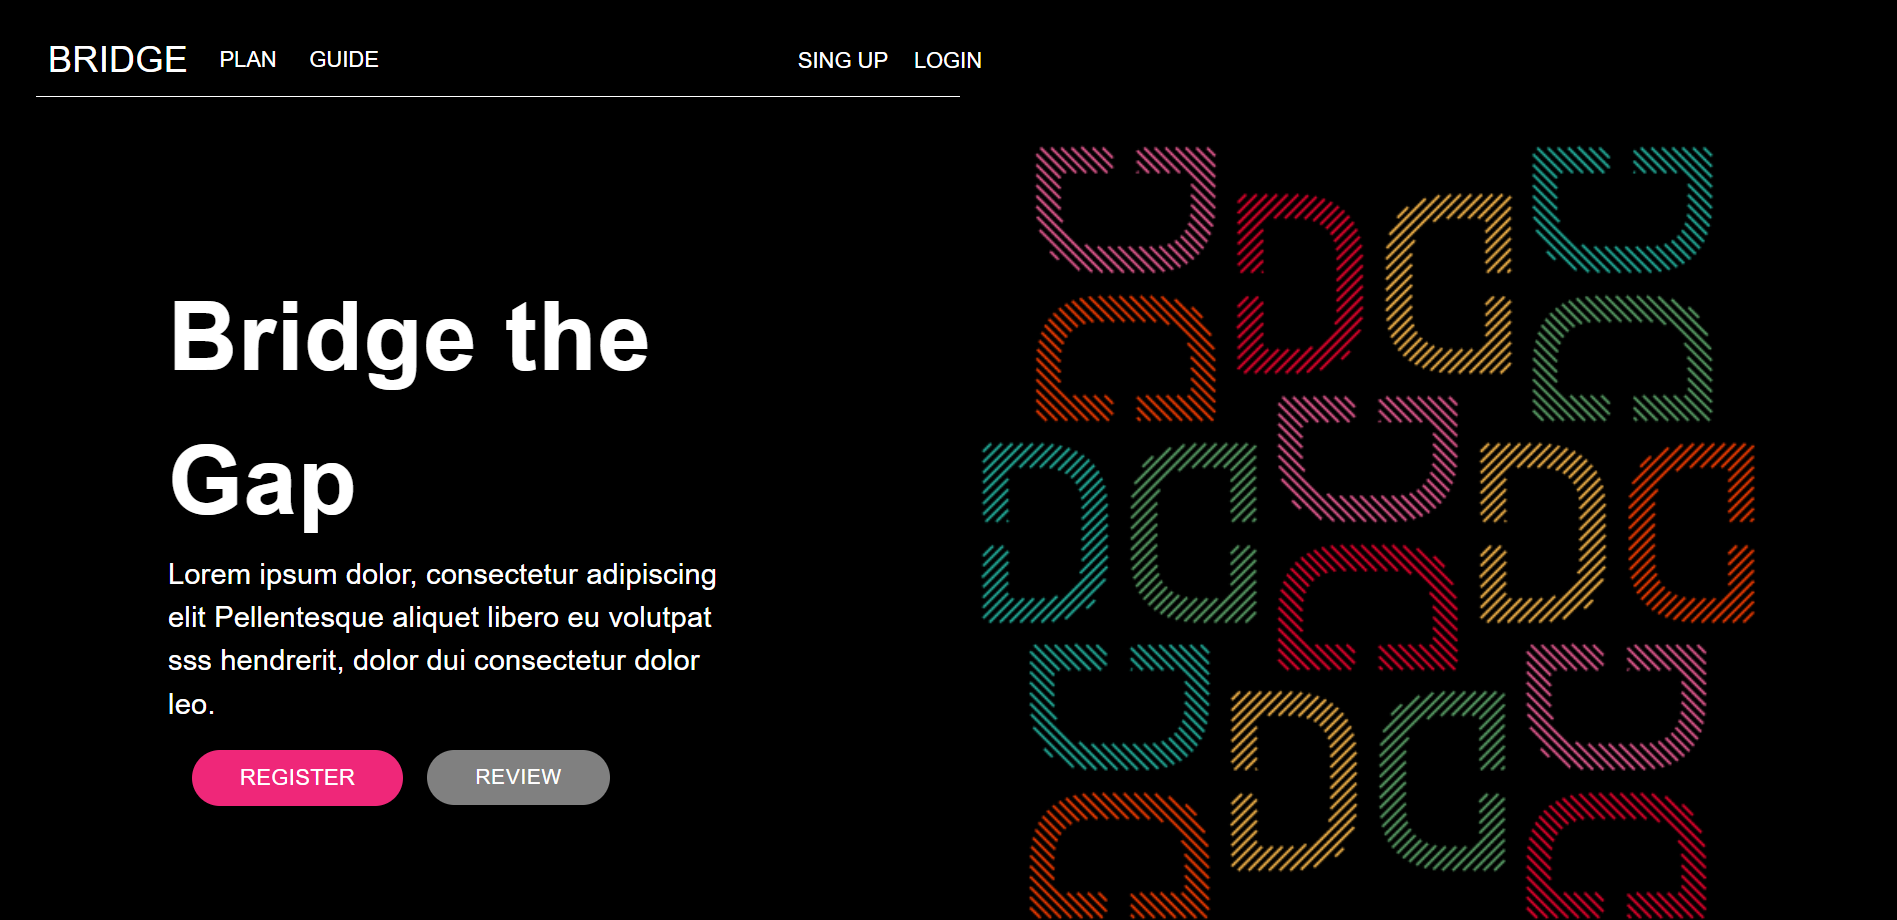 BRIDGE PLAN GUIDE SING UP LOGIN
Bridge the
Gap
Lorem ipsum dolor, consectetur adipiscing
elit Pellentesque aliquet libero eu volutpat
sss hendrerit, dolor dui consectetur dolor
leo.
REGISTER REVIEW